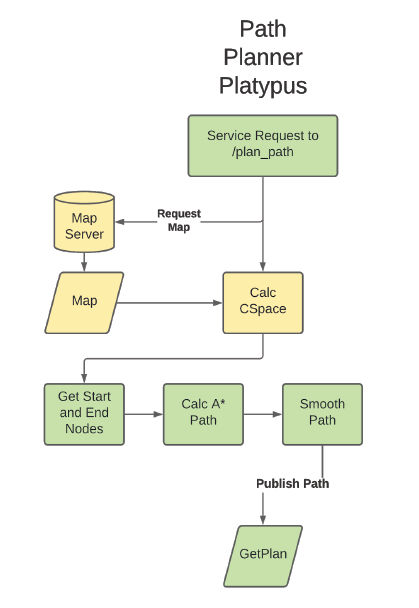 Path
Planner
Platypus
Service Request to
/plan_path
Request
Map
Map
Server
Map
Calc
CSpace
Get Start
and End
Nodes
Calc A*
Path
Smooth
Path
Publish Path
GetPlan